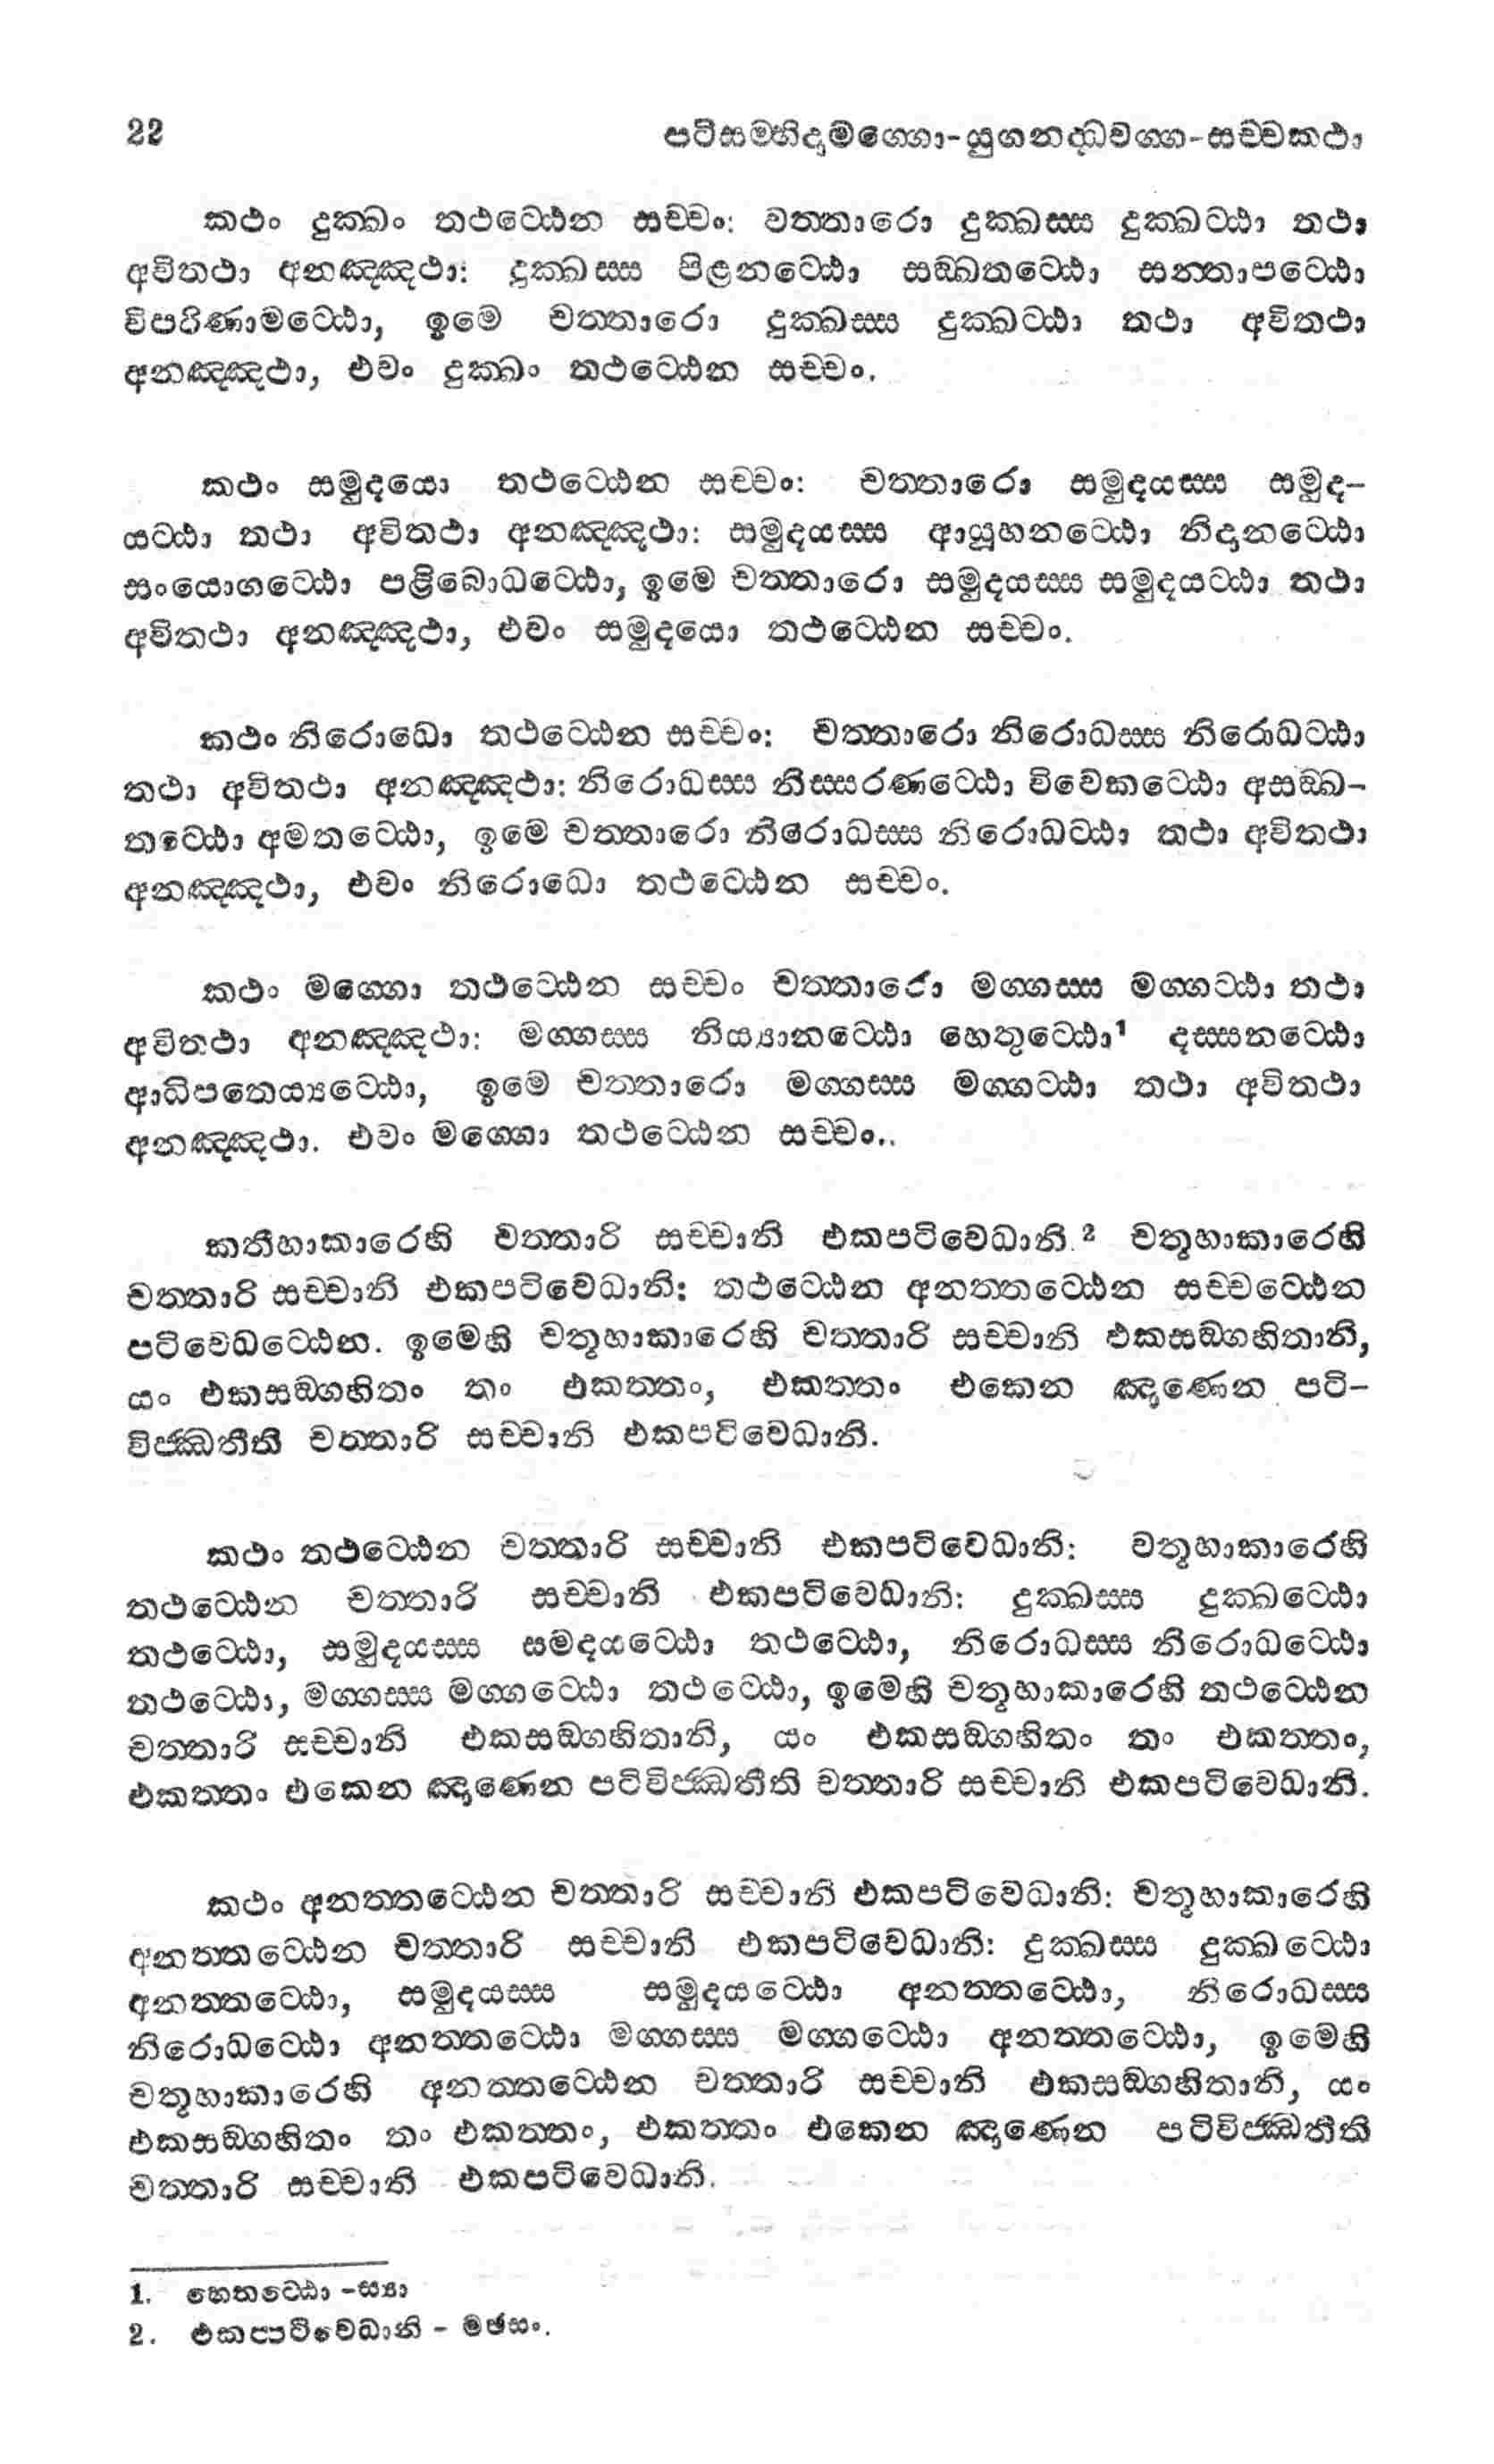 22 පටිසම්භිදාමග්ගො-යුගනද්ධවග්ග-සච්චකථා
කථං දුක්ඛං තථට්ඨෙන සච්චං: චත්තාරො දුක්ඛස්ස දුක්ඛට්ඨා තථා
අවිතථා අනඤ්ඤථා: දුක්ඛස්ස පිළනට්ඨො සඞ්ඛතට්ඨො සන්තාපට්ඨො
විපරිණාමට්ඨො, ඉමෙ චත්තාරො දුක්ඛස්ස දුක්ඛට්ඨා තථා අවිතථා
අනඤ්ඤථා, එවං දුක්ඛං තථට්ඨෙන සච්චං.
කථං සමුදයො තථට්ඨෙන සච්චං: චත්තාරො සමුදයස්ස සමුද-
යට්ඨා තථා අවිතථා අනඤ්ඤථා: සමුදයස්ස ආයූහනට්ඨො නිදානට්ඨො
සංයොගට්ඨො පළිබොධට්ඨො, ඉමෙ චත්තාරො සමුදයස්ස සමුදයට්ඨා තථා
අවිතථා අනඤ්ඤථා, එවං සමුදයො තථට්ඨෙන සච්චං.
කථං නිරොධො තථට්ඨෙන සච්චං: චත්තාරො නිරොධස්ස නිරොධට්ඨා
තථා අවිතථා අනඤ්ඤථා: නිරොධස්ස නිස්සරණට්ඨො විවෙකට්ඨො අසඞ්ඛ-
තට්ඨො අමතට්ඨො, ඉමෙ චත්තාරො නිරොධස්ස නිරොධට්ඨා තථා අවිතථා
අනඤ්ඤථා, එවං නිරොධො තථට්ඨෙන සච්චං.
කථං මග්ගො තථට්ඨෙන සච්චං චත්තාරො මග්ගස්ස මග්ගට්ඨා තථා
අවිතථා අනඤ්ඤථා: මග්ගස්ස නිය්‍යානට්ඨො හෙතුට්ඨො¹ දස්සනට්ඨො
ආධිපතෙය්‍යට්ඨො, ඉමෙ චත්තාරො මග්ගස්ස මග්ගට්ඨා තථා අවිතථා
අනඤ්ඤථා. එවං මග්ගො තථට්ඨෙන සච්චං..
කතීහාකාරෙහි චත්තාරි සච්චානි එකපටිවෙධානි.² චතූහාකාරෙහි
චත්තාරි සච්චානි එකපටිවෙධානි: තථට්ඨෙන අනත්තට්ඨෙන සච්චට්ඨෙන
පටිවෙධට්ඨෙන. ඉමෙහි චතූහාකාරෙහි චත්තාරි සච්චානි එකසඞ්ගහිතානි,
යං එකසඞ්ගහිතං තං එකත්තං, එකත්තං එකෙන ඤාණෙන පටි-
විජ්ඣතීති චත්තාරි සච්චානි එකපටිවෙධානි.
කථං තථට්ඨෙන චත්තාරි සච්චානි එකපටිවෙධානි: චතූහාකාරෙහි
තථට්ඨෙන චත්තාරි සච්චානි එකපටිවෙධානි: දුක්ඛස්ස දුක්ඛට්ඨො
තථට්ඨො, සමුදයස්ස සමදයට්ඨො තථට්ඨො, නිරොධස්ස නිරොධට්ඨො
තථට්ඨො, මග්ගස්ස මග්ගට්ඨො තථට්ඨො, ඉමෙහි චතූහාකාරෙහි තථට්ඨෙන
චත්තාරි සච්චානි එකසඞ්ගහිතානි, යං එකසඞ්ගහිතං තං එකත්තං,
එකත්තං එකෙන ඤාණෙන පටිවිජ්ඣතීති චත්තාරි සච්චානි එකපටිවෙධානි.
කථං අනත්තට්ඨෙන චත්තාරි සච්චානි එකපටිවෙධානි: චතූහාකාරෙහි
අනත්තට්ඨෙන චත්තාරි සච්චානි එකපටිවෙධානි: දුක්ඛස්ස දුක්ඛට්ඨො
අනත්තට්ඨො, සමුදයස්ස සමුදයට්ඨො අනත්තට්ඨො, නිරොධස්ස
නිරොධට්ඨො අනත්තට්ඨො මග්ගස්ස මග්ගට්ඨො අනත්තට්ඨො, ඉමෙහි
චතූහාකාරෙහි අනත්තට්ඨෙන චත්තාරි සච්චානි එකසඞ්ගහිතානි, යං
එකසඞ්ගහිතං තං එකත්තං, එකත්තං එකෙන ඤාණෙන පටිවිජ්ඣතීති
චත්තාරි සච්චානි එකපටිවෙධානි.
1. හෙතට්ඨො -ස්‍යා
2. එකප්පටිවෙධානි - මඡසං.